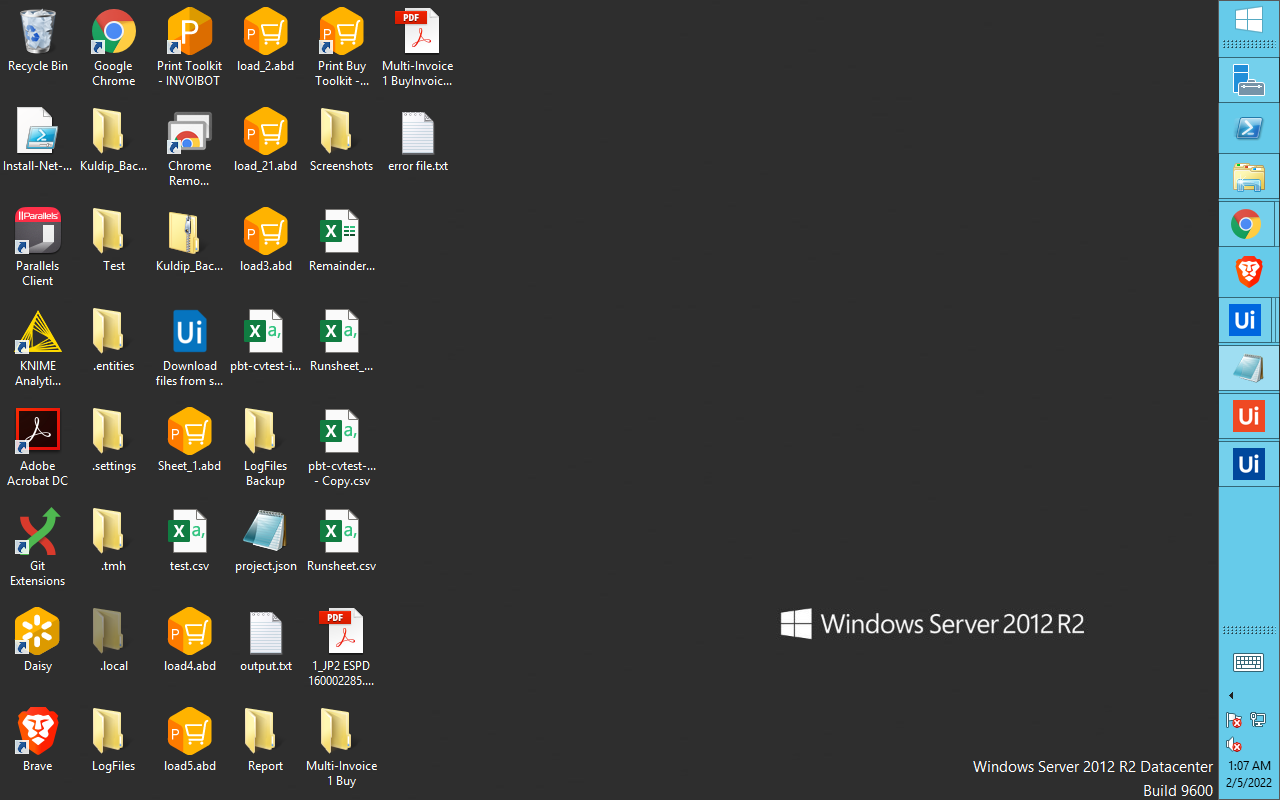 Recycle Bin
Google
Chrome
Print Toolkit
- INVOIBOT
load_2.abd
Print Buy
Toolkit -...
PDF
Multi-Invoice
1 BuyInvoic...
Install-Net-...
Kuldip_Bac...
Chrome
Remo...
load_21.abd
Screenshots
error file.txt
Parallels
Parallels
Client
Test
Kuldip_Bac...
load3.abd
Remainder...
KNIME
Analyti...
.entities
Ui
Download
files from s...
pbt-cvtest-i...
Runsheet_...
Adobe
Acrobat DC
.settings
Sheet_1.abd
LogFiles
Backup
pbt-cvtest-...
- Copy.csv
Git
Extensions
.tmh
test.csv
project.json
Runsheet.csv
Daisy
.local
load4.abd
output.txt
PDF
1_JP2 ESPD
160002285....
Brave
LogFiles
load5.abd
Report
Multi-Invoice
1 Buy
Windows Server 2012 R2
Windows Server 2012 R2 Datacenter
Build 9600
Ui
Ui
Ui
1:07 AM
2/5/2022